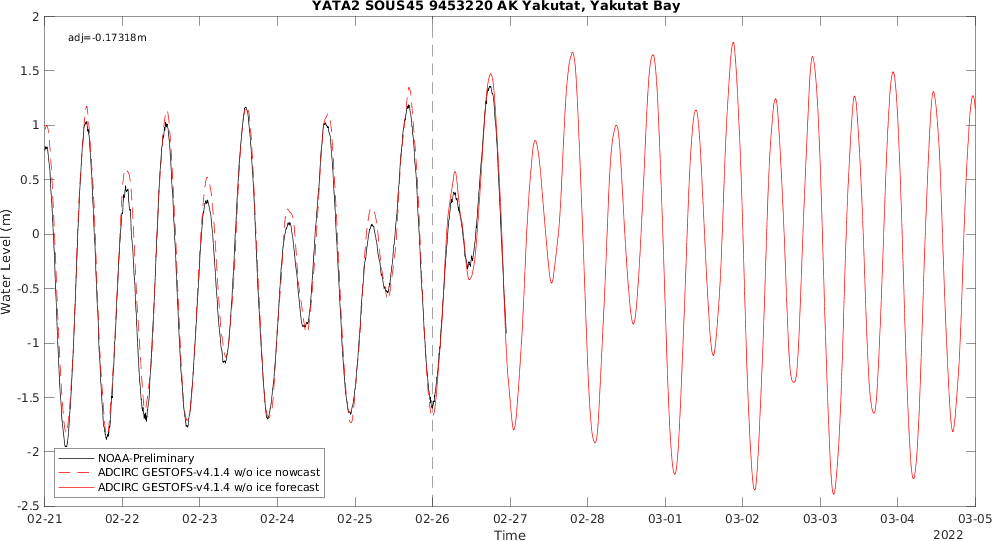 YATA2 SOUS45 9453220 AK Yakutat, Yakutat Bay
adj=-0.17318m
2
1.5
1
0.5
0
-0.5
-1
-1.5
-2
-2.5
Water Level (m)
NOAA-Preliminary
ADCIRC GESTOFS-v4.1.4 w/o ice nowcast
ADCIRC GESTOFS-v4.1.4 w/o ice forecast
02-21 02-22 02-23 02-24 02-25 02-26 02-27 02-28 03-01 03-02 03-03 03-04 03-05
Time
2022